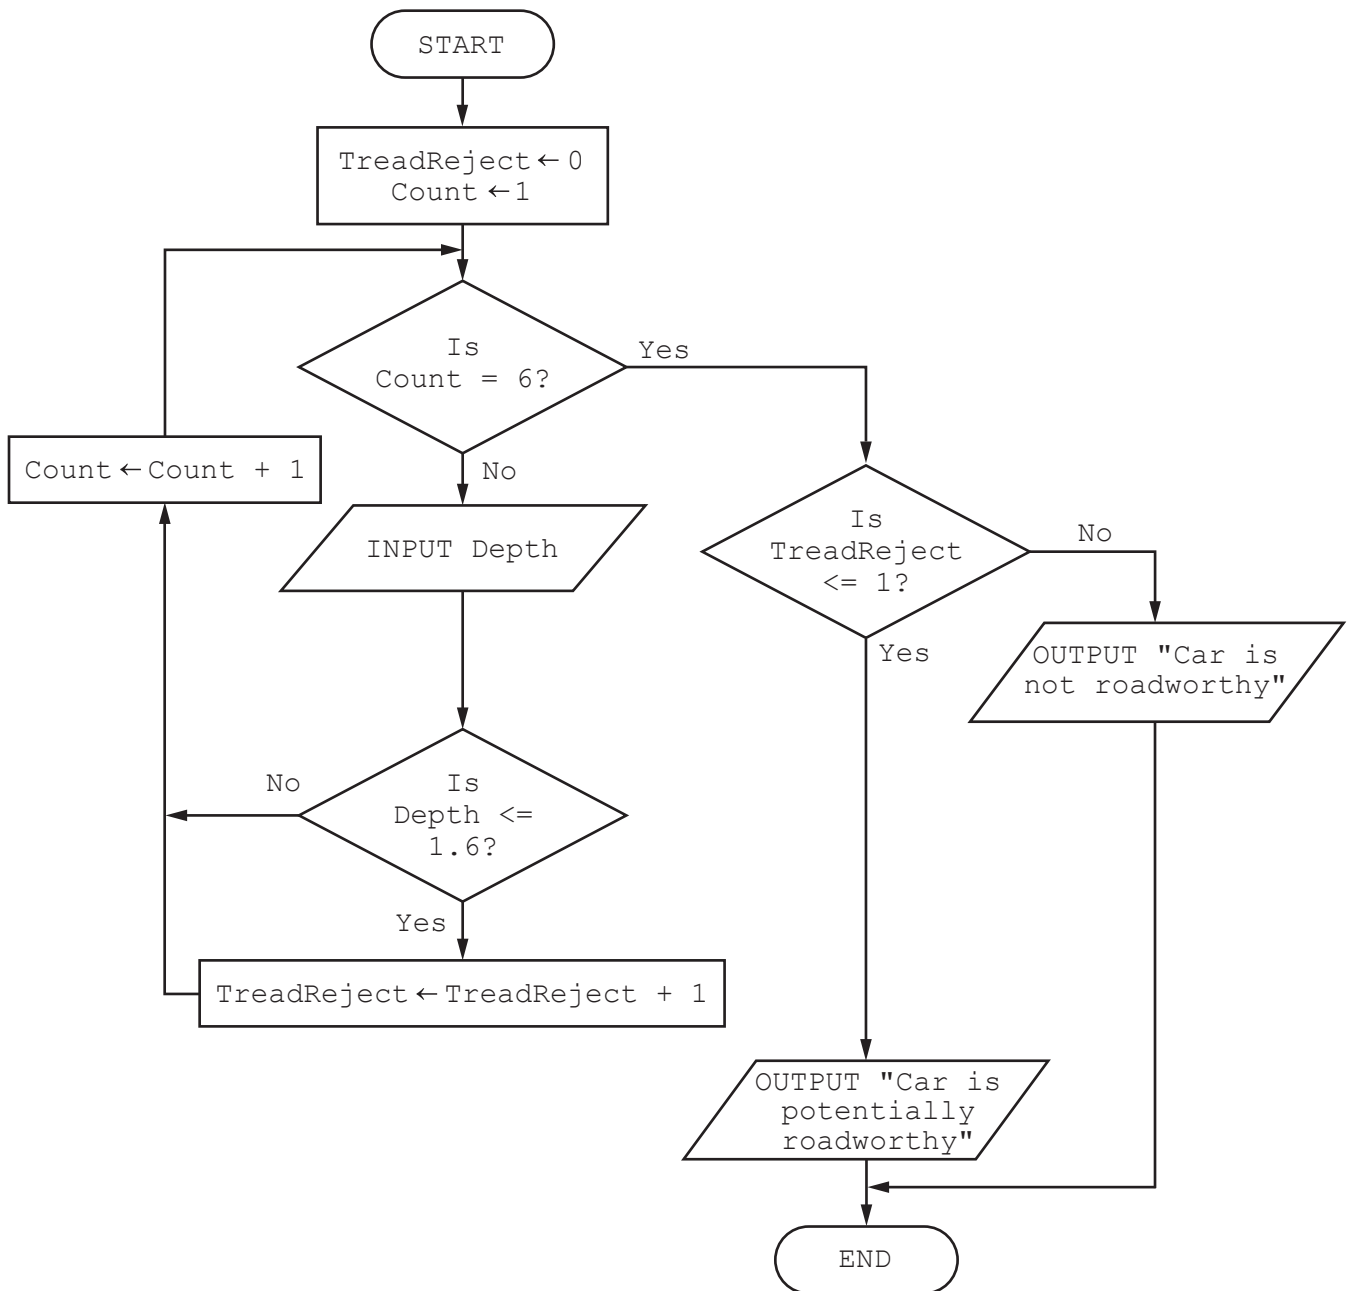 START
TreadReject ← 0
Count ← 1
Is
Count = 6?
Yes
No
Count ← Count + 1
INPUT Depth
Is
TreadReject
<= 1?
No
Yes
OUTPUT "Car is
not roadworthy"
Is
Depth <=
1.6?
No
Yes
TreadReject ← TreadReject + 1
OUTPUT "Car is
potentially
roadworthy"
END